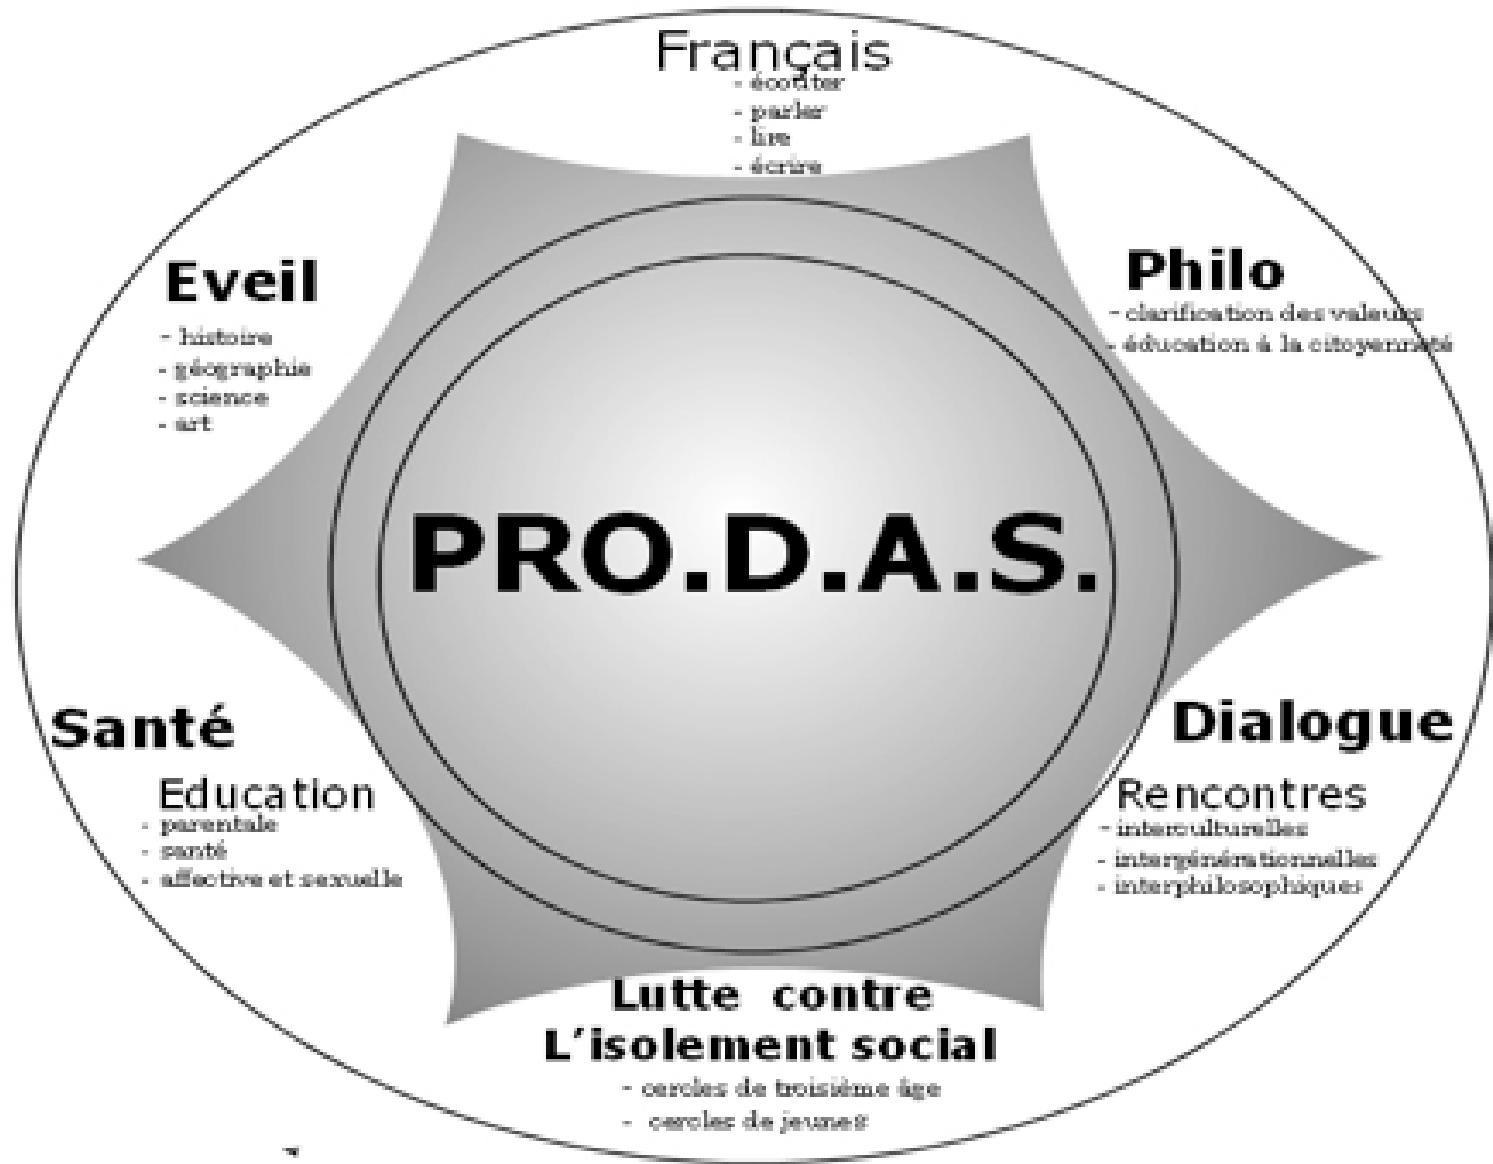 Français
- écouter
- parler
- lire
- écrire
Eveil
- histoire
- géographie
- science
- art
Philo
- clarification des valeurs
- éducation à la citoyenneté
PRO.D.A.S.
Santé
Education
- parentale
- santé
- affective et sexuelle
Dialogue
Rencontres
- interculturelles
- intergénérationnelles
- interphilosophiques
Lutte contre
L'isolement social
- cercles de troisième âge
- cercles de jeunes